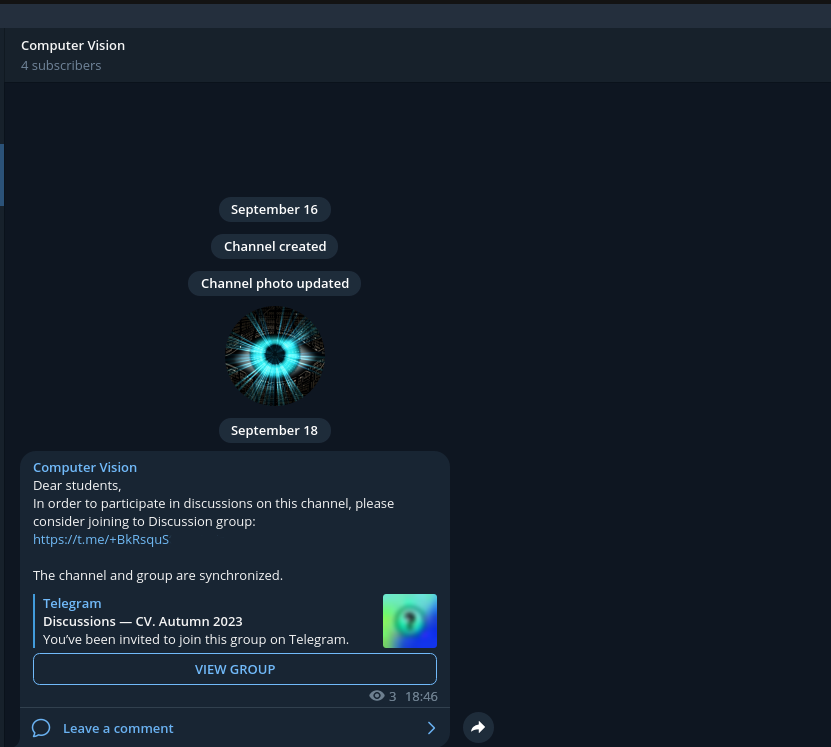 Computer Vision
4 subscribers
September 16
Channel created
Channel photo updated
September 18
Computer Vision
Dear students,
In order to participate in discussions on this channel, please
consider joining to Discussion group:
https://t.me/+BkRsquS
The channel and group are synchronized.
Telegram
Discussions — CV. Autumn 2023
You’ve been invited to join this group on Telegram.
VIEW GROUP
3 18:46
Leave a comment